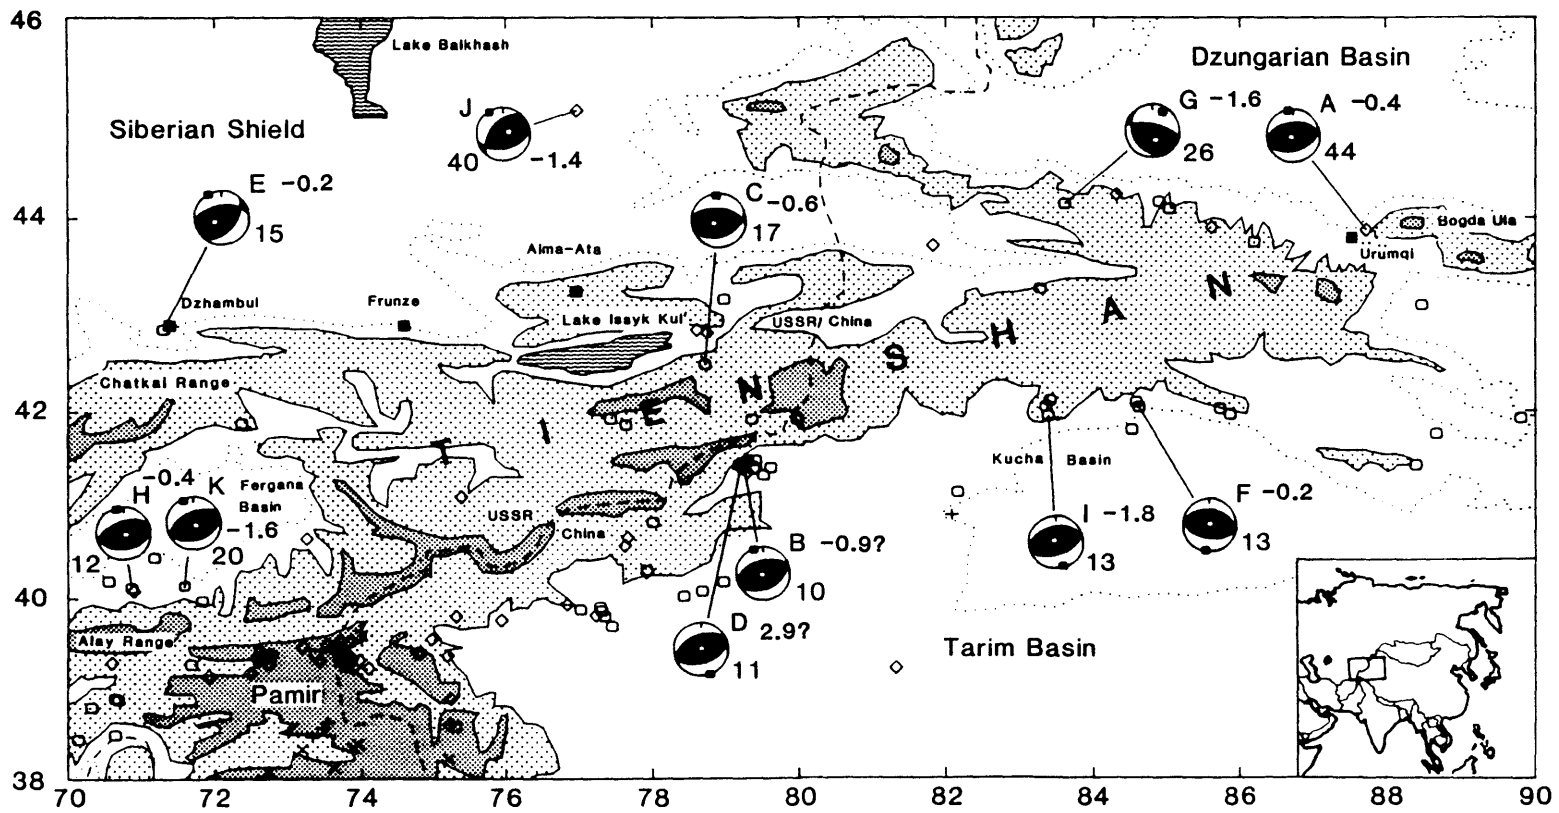 46
Lake Balkhash
Dzungarian Basin
J
G -1.6
A -0.4
Siberian Shield
40
-1.4
26
44
E -0.2
C -0.6
44
15
17
Bogda Ula
Alma-Ata
Urumqi
Dzhambul
Frunze
Lake Issyk Kul'
USSR/ China
Chatkal Range
42
T I E N S H A N
Kucha Basin
-0.4
H
K
Fergana
Basin
USSR
China
I -1.8
F -0.2
-1.6
12
20
B -0.9?
13
13
10
40
D 2.9?
Alay Range
11
Tarim Basin
Pamir
38
70
72
74
76
78
80
82
84
86
88
90